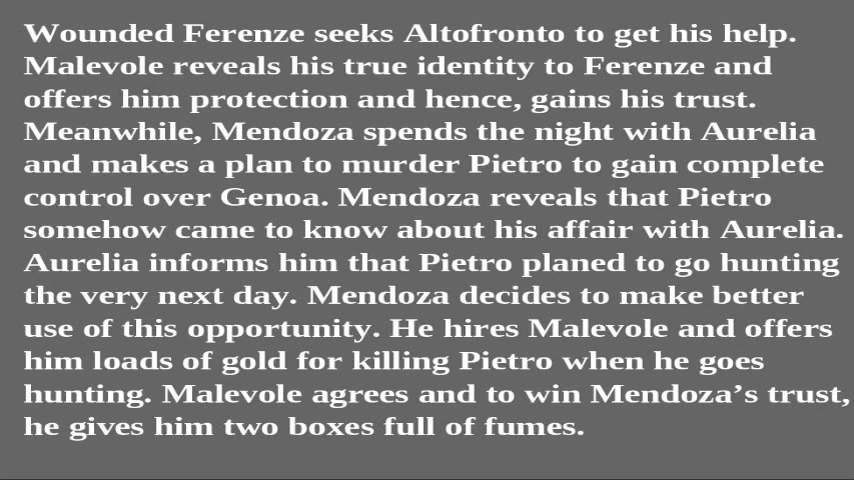 Wounded Ferenze seeks Altofronto to get his help.
Malevole reveals his true identity to Ferenze and
offers him protection and hence, gains his trust.
Meanwhile, Mendoza spends the night with Aurelia
and makes a plan to murder Pietro to gain complete
control over Genoa. Mendoza reveals that Pietro
somehow came to know about his affair with Aurelia.
Aurelia informs him that Pietro planed to go hunting
the very next day. Mendoza decides to make better
use of this opportunity. He hires Malevole and offers
him loads of gold for killing Pietro when he goes
hunting. Malevole agrees and to win Mendoza’s trust,
he gives him two boxes full of fumes.